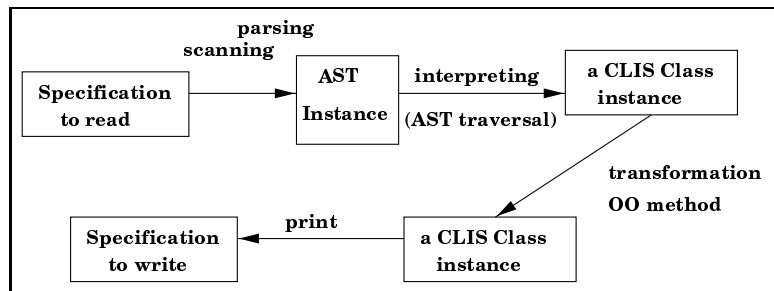 parsing
scanning
Specification
to read
AST
Instance
interpreting
(AST traversal)
a CLIS Class
instance
transformation
OO method
a CLIS Class
instance
print
Specification
to write